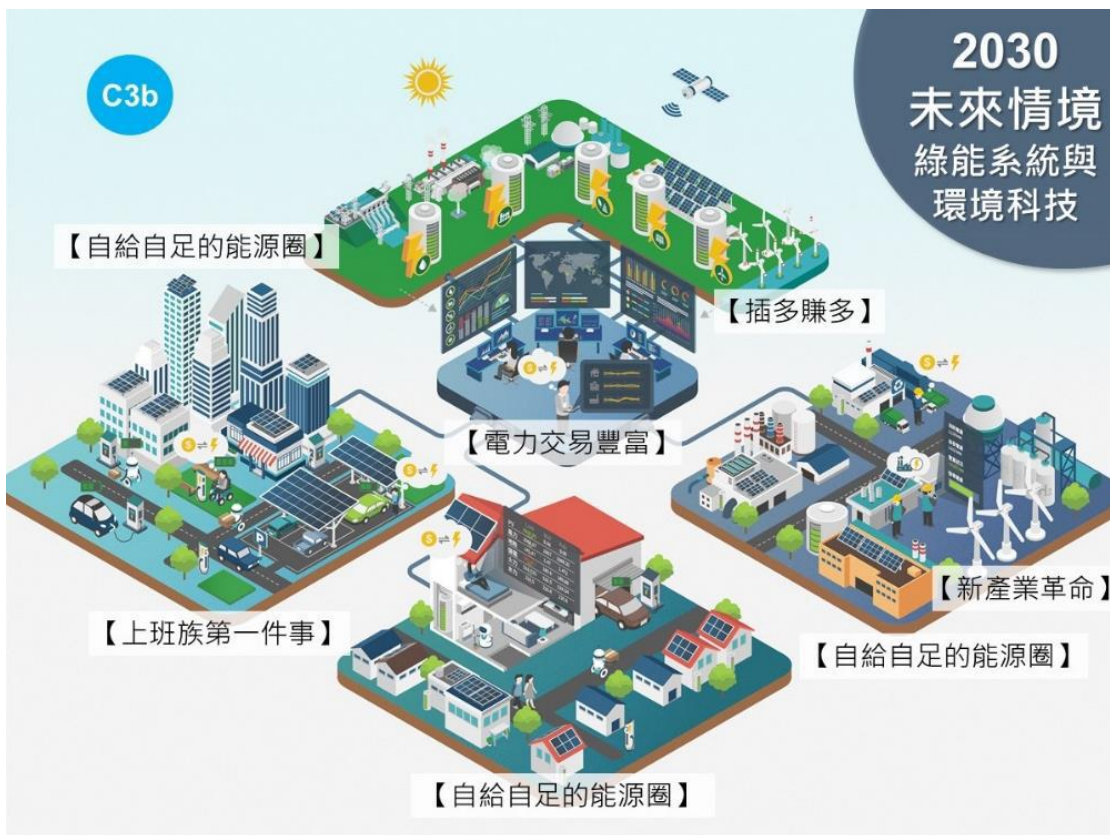 C3b
2030
未來情境
綠能系統與
環境科技
【自給自足的能源圈】
【插多賺多】
【電力交易豐富】
【上班族第一件事】
【新產業革命】
【自給自足的能源圈】
【自給自足的能源圈】